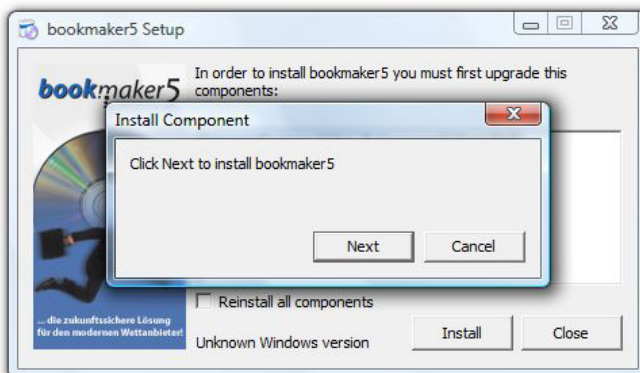 bookmaker5 Setup
bookmaker5
In order to install bookmaker5 you must first upgrade this
components:
Install Component
Click Next to install bookmaker5
Next
Cancel
Reinstall all components
... die zukunftssichere Lösung
für den modernen Wettanbieter!
Unknown Windows version
Install
Close